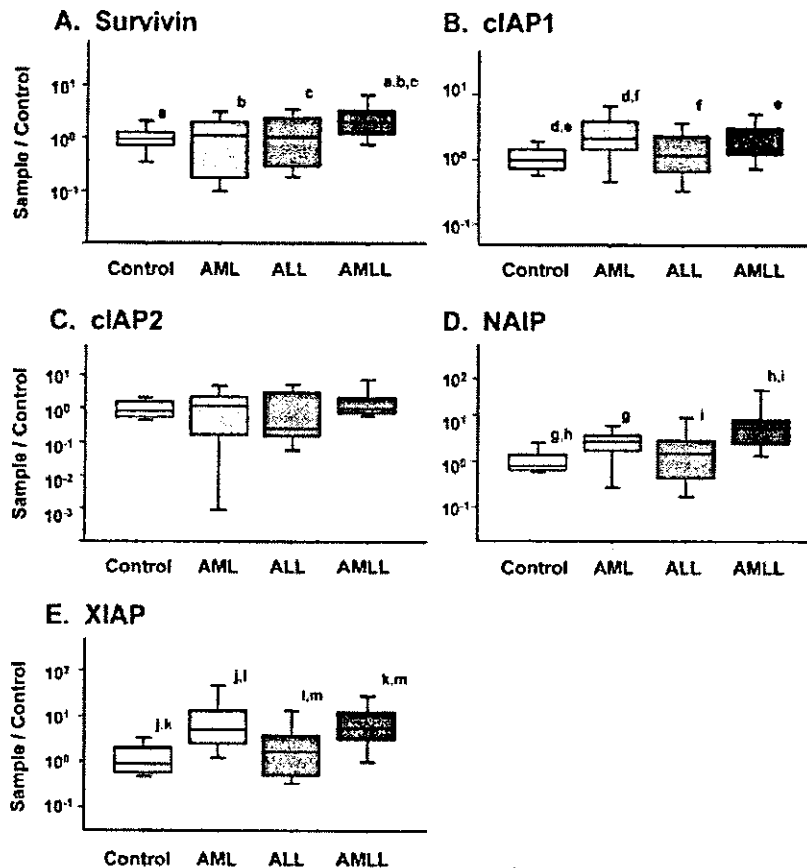 A. Survivin
Sample / Control
10¹
10⁰
10⁻¹
a
b
c
a,b,c
Control AML ALL AMLL
B. cIAP1
10¹
10⁰
10⁻¹
d,e
d,f
f
e
Control AML ALL AMLL
C. cIAP2
Sample / Control
10¹
10⁰
10⁻¹
10⁻²
10⁻³
Control AML ALL AMLL
D. NAIP
10²
10¹
10⁰
10⁻¹
g,h
g
i
h,i
Control AML ALL AMLL
E. XIAP
Sample / Control
10²
10¹
10⁰
10⁻¹
j,k
j,l
l,m
k,m
Control AML ALL AMLL